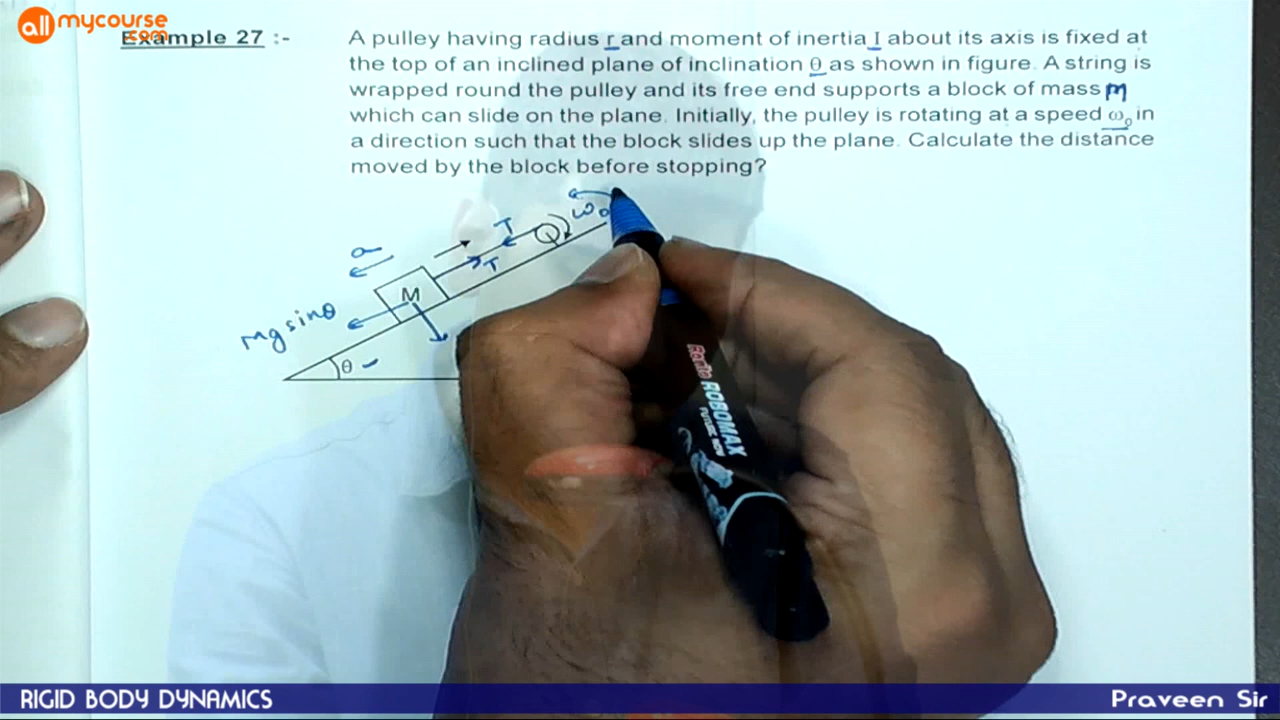 all mycourse
.com
Example 27 :- A pulley having radius r and moment of inertia I about its axis is fixed at
the top of an inclined plane of inclination θ as shown in figure. A string is
wrapped round the pulley and its free end supports a block of mass m
which can slide on the plane. Initially, the pulley is rotating at a speed ω₀ in
a direction such that the block slides up the plane. Calculate the distance
moved by the block before stopping?
ω₀
T
a
T
M
Mg sinθ
θ
Rorito ROBOMAX
RIGID BODY DYNAMICS
Praveen Sir